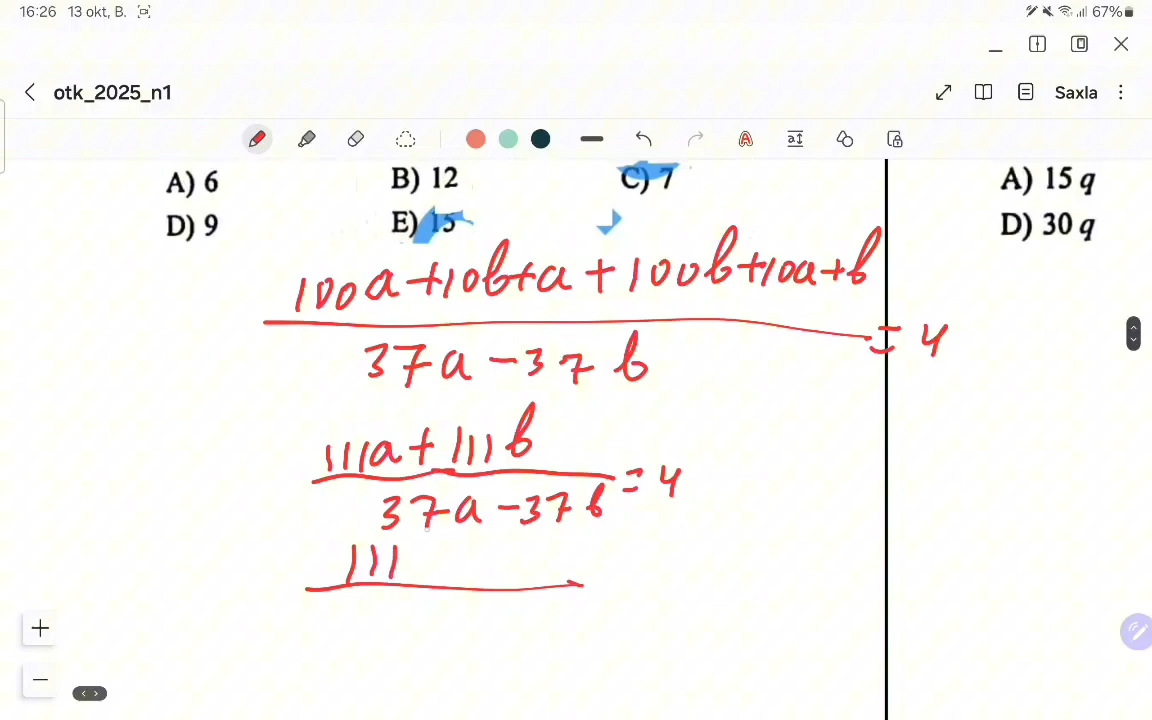 16:26 13 okt, B. 67%
otk_2025_n1 Saxla
A) 6 B) 12 C) 7 A) 15 q
D) 9 E) 15 D) 30 q
100a+10b+a+100b+10a+b
= 4
37a-37b
111a+111b
= 4
37a-37b
111